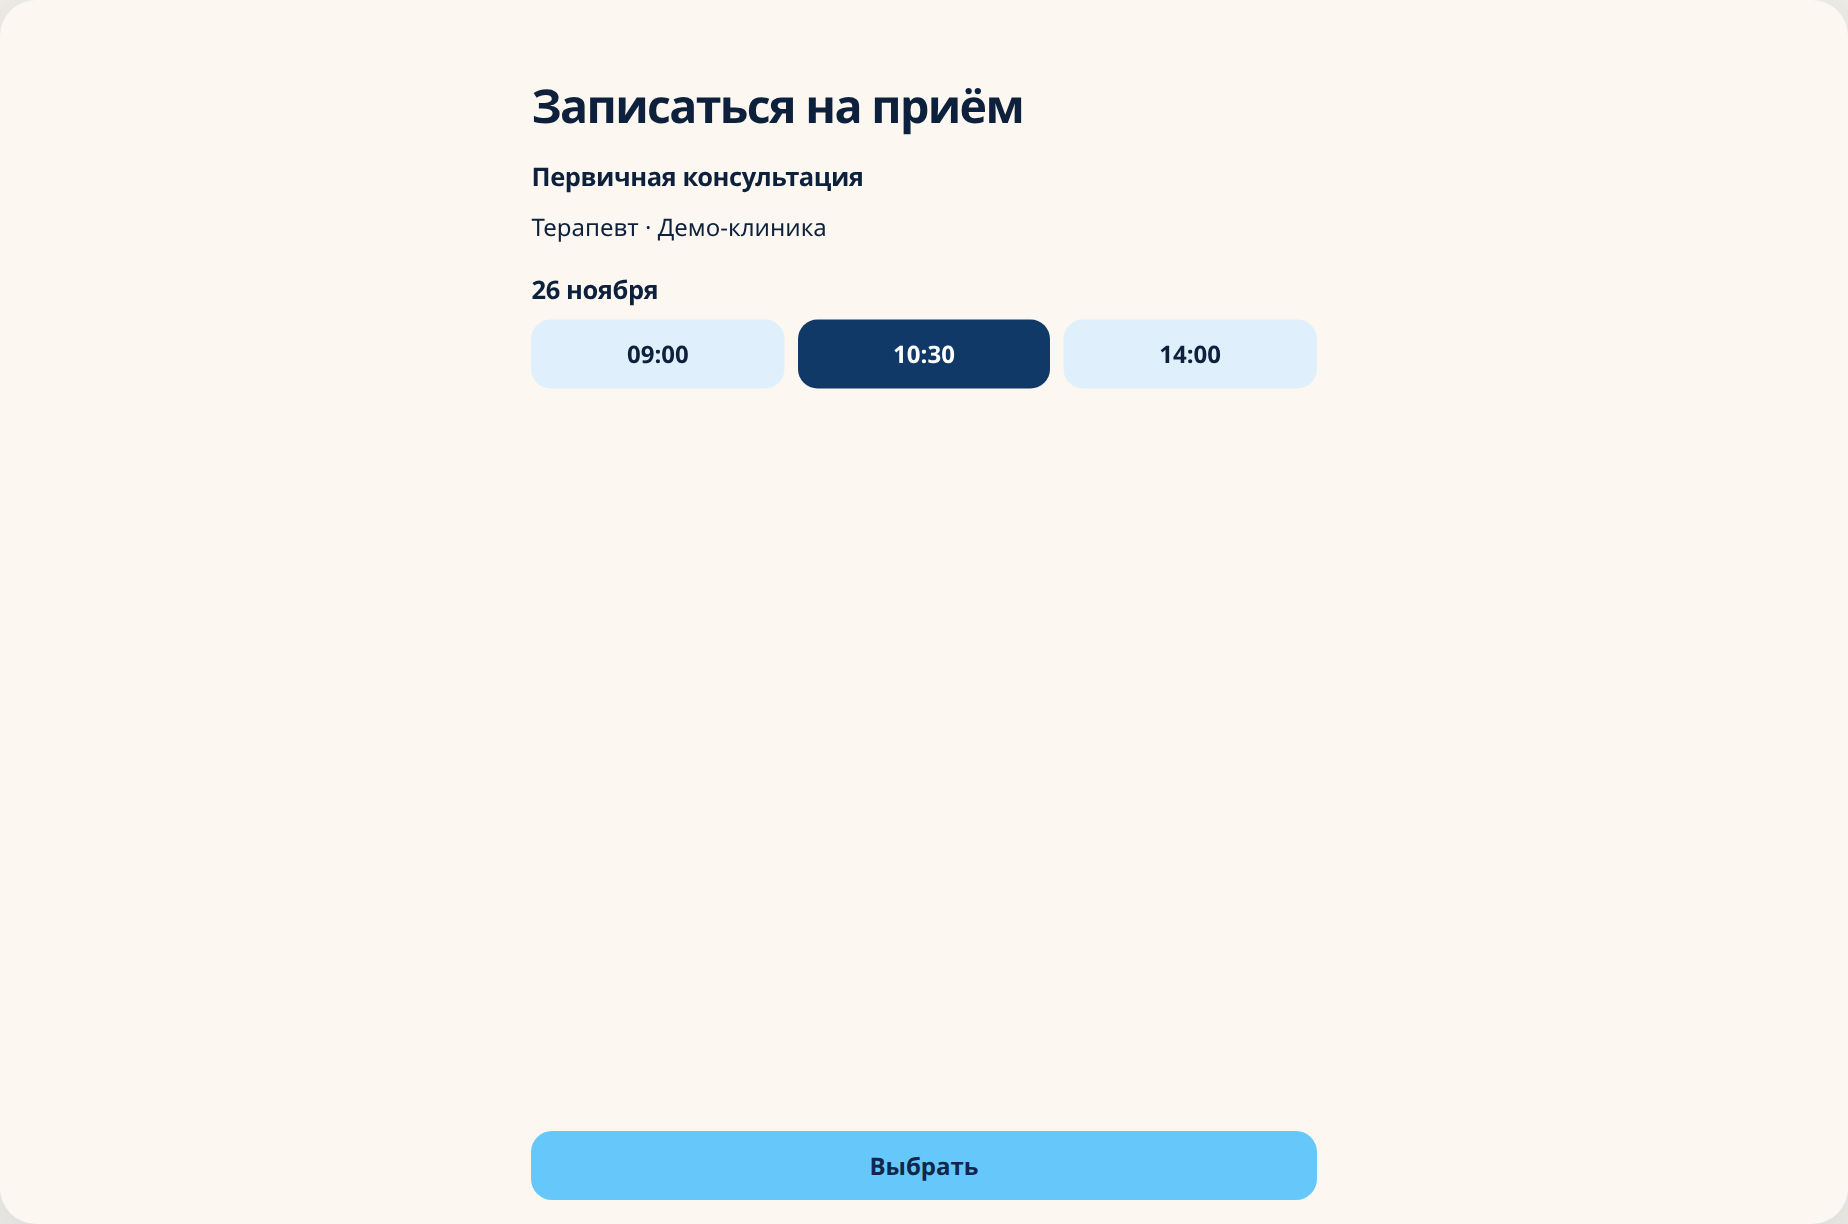 Записаться на приём
Первичная консультация
Терапевт · Демо-клиника
26 ноября
09:00
10:30
14:00
Выбрать